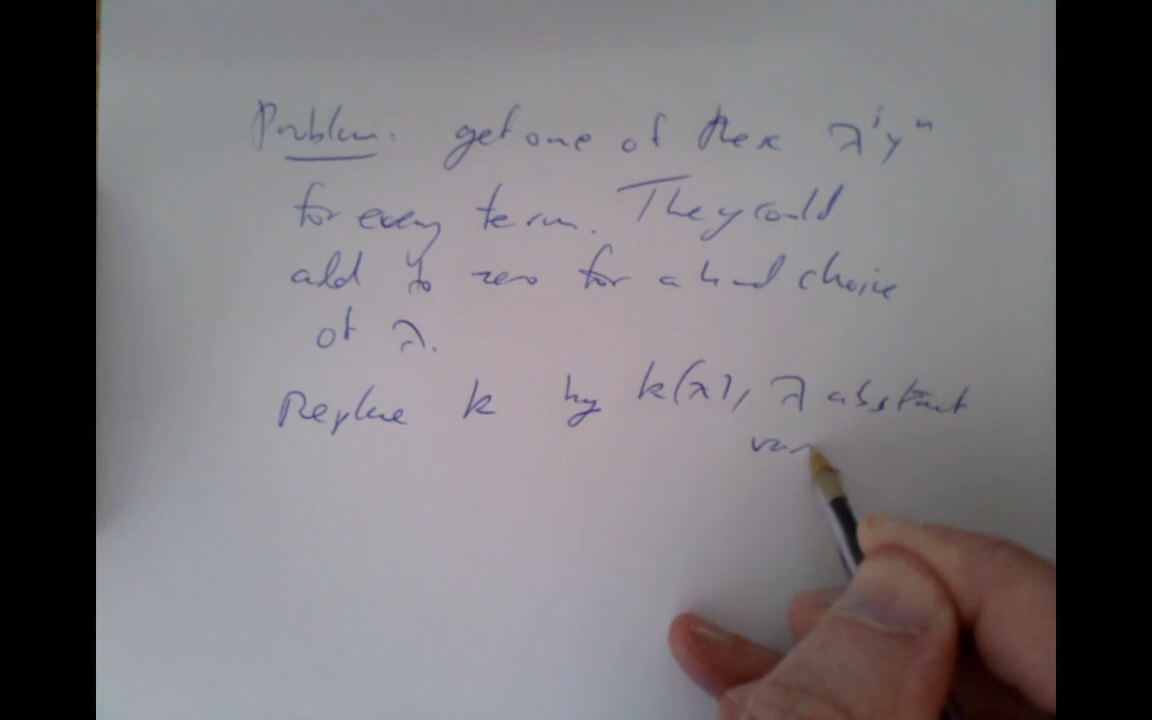 Problem: get one of these λⁱyⁿ
for every term. They could
add to zero for a bad choice
of λ.
Replace k by k(λ), λ abstract
var